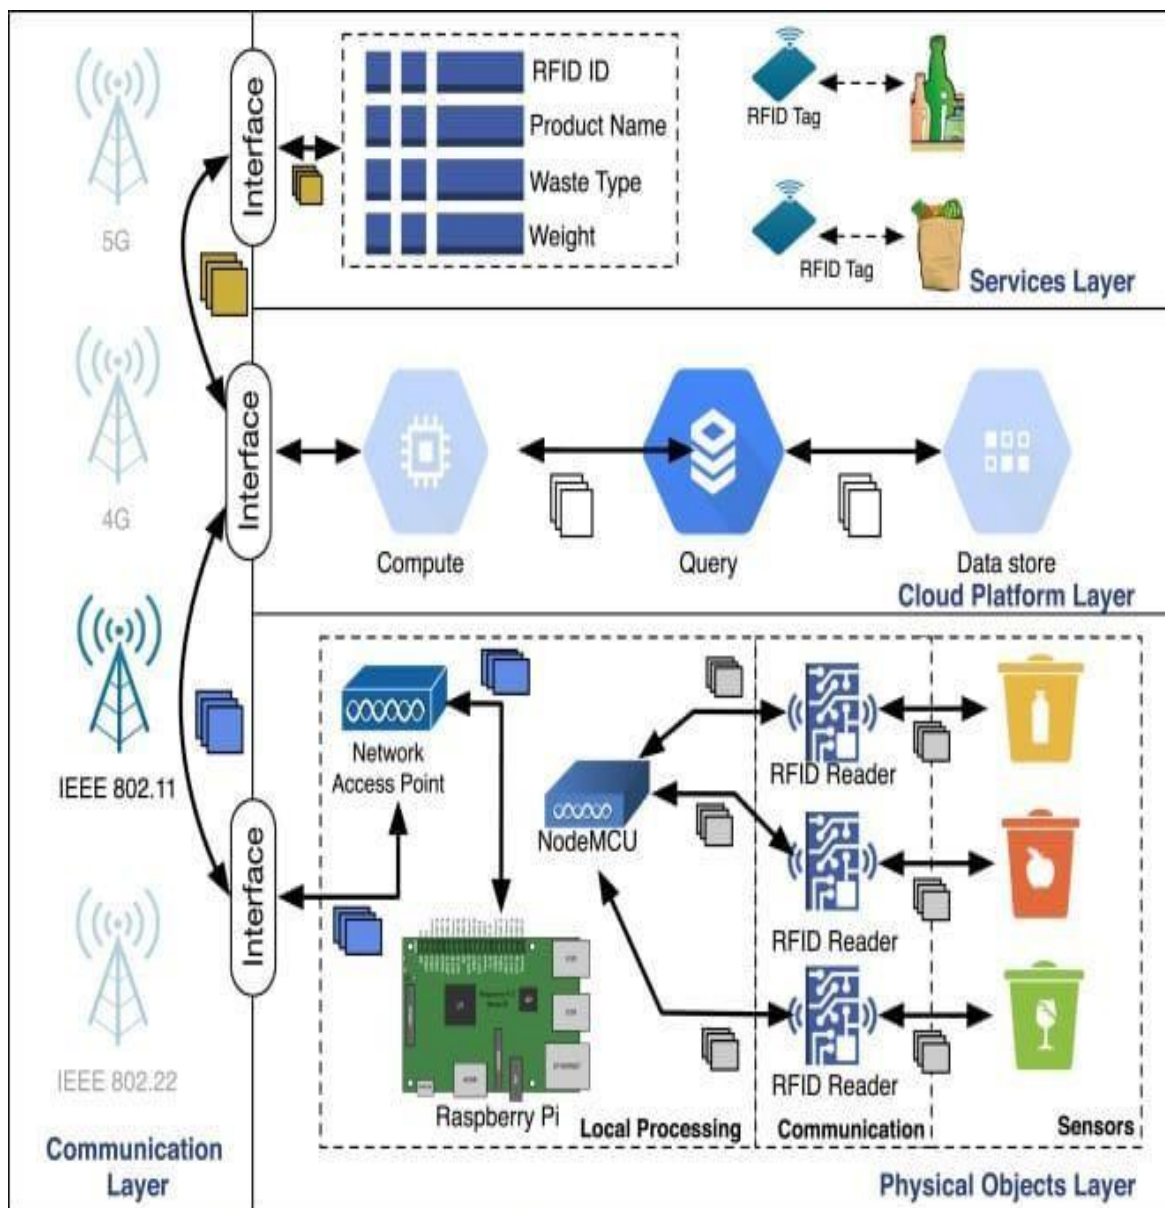 5G
Interface
RFID ID
Product Name
Waste Type
Weight
RFID Tag
RFID Tag
Services Layer
4G
Interface
Compute
Query
Data store
Cloud Platform Layer
IEEE 802.11
Interface
Network
Access Point
NodeMCU
RFID Reader
RFID Reader
RFID Reader
Raspberry Pi
Local Processing
Communication
Sensors
IEEE 802.22
Communication
Layer
Physical Objects Layer